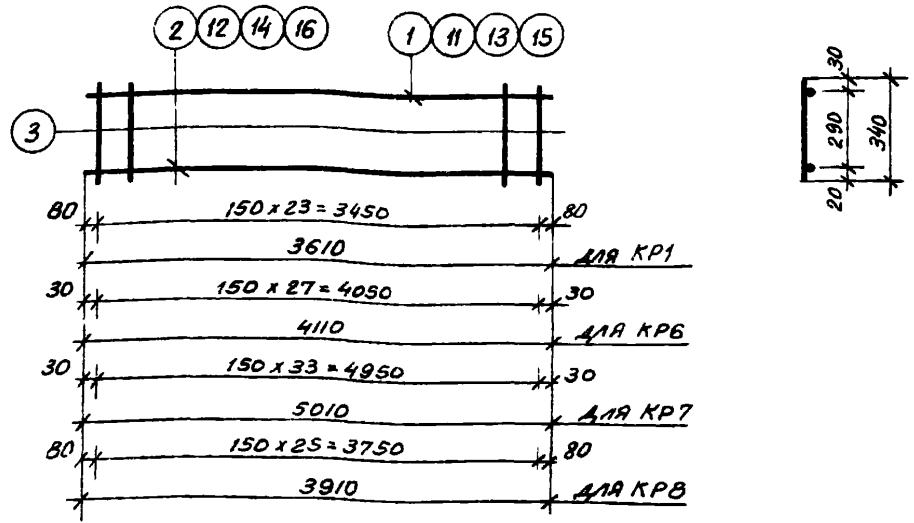 2 12 14 16
1 11 13 15
3
30
290
340
20
80 150 x 23 = 3450 80
3610 для КР1
30 150 x 27 = 4050 30
4110 для КР6
30 150 x 33 = 4950 30
5010 для КР7
80 150 x 25 = 3750 80
3910 для КР8